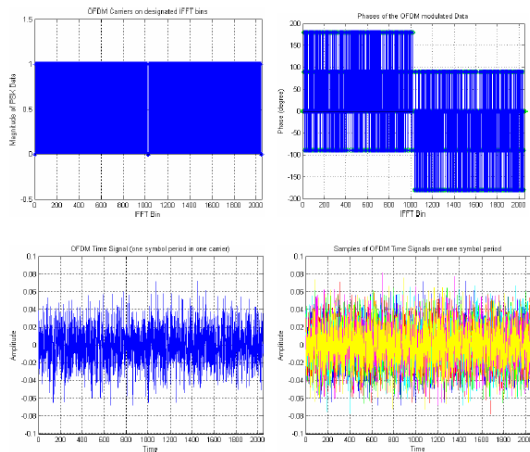 OFDM Carriers on designated IFFT bins
Magnitude of PSK Data
1.5
1
0.5
0
-0.5
0 200 400 600 800 1000 1200 1400 1600 1800 2000
IFFT Bin
Phases of the OFDM modulated Data
Phase (degree)
200
150
100
50
0
-50
-100
-150
-200
0 200 400 600 800 1000 1200 1400 1600 1800 2000
IFFT Bin
OFDM Time Signal (one symbol period in one carrier)
Amplitude
0.1
0.08
0.06
0.04
0.02
0
-0.02
-0.04
-0.06
-0.08
-0.1
0 200 400 600 800 1000 1200 1400 1600 1800 2000
Time
Samples of OFDM Time Signals over one symbol period
Amplitude
0.1
0.08
0.06
0.04
0.02
0
-0.02
-0.04
-0.06
-0.08
-0.1
0 200 400 600 800 1000 1200 1400 1600 1800 2000
Time